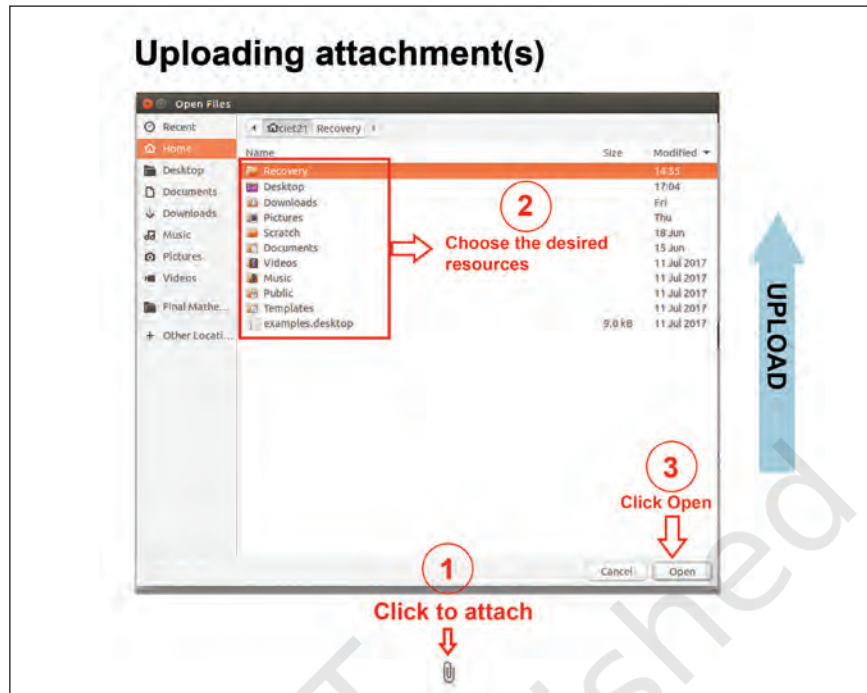 Uploading attachment(s)
Open Files
Recent
Home
Desktop
Documents
Downloads
Music
Pictures
Videos
Final Mathe...
+ Other Locati...
ciet21 Recovery
Name Size Modified
Recovery 14:55
Desktop 17:04
Downloads Fri
Pictures Thu
Scratch 18 Jun
Documents 15 Jun
Videos 11 Jul 2017
Music 11 Jul 2017
Public 11 Jul 2017
Templates 11 Jul 2017
examples.desktop 9.0 kB 11 Jul 2017
2
Choose the desired
resources
UPLOAD
3
Click Open
Cancel Open
1
Click to attach